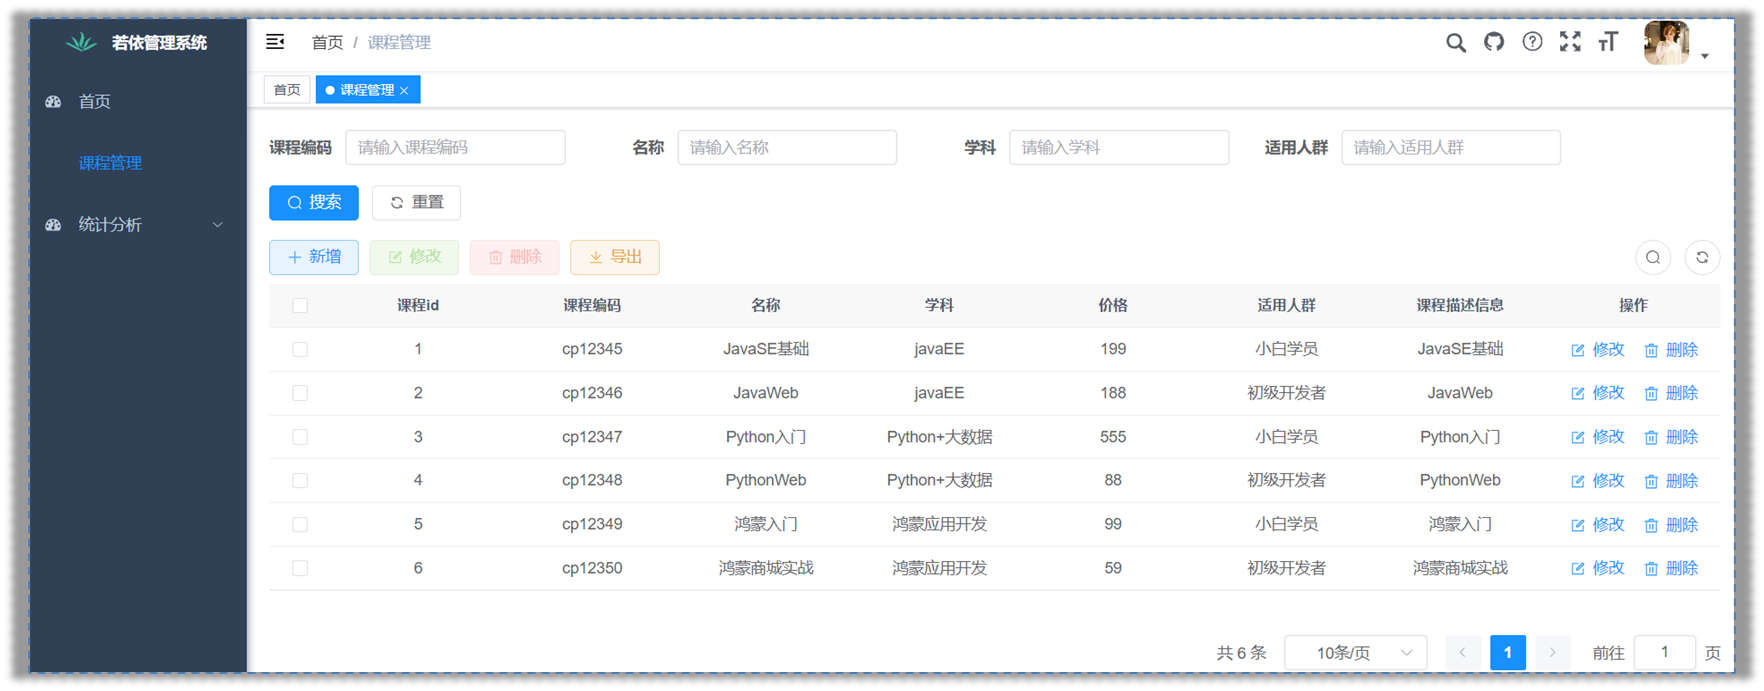 若依管理系统
首页 / 课程管理
首页
课程管理
统计分析
首页 课程管理
课程编码 请输入课程编码 名称 请输入名称 学科 请输入学科 适用人群 请输入适用人群
搜索 重置
新增 修改 删除 导出
课程id 课程编码 名称 学科 价格 适用人群 课程描述信息 操作
1 cp12345 JavaSE基础 javaEE 199 小白学员 JavaSE基础 修改 删除
2 cp12346 JavaWeb javaEE 188 初级开发者 JavaWeb 修改 删除
3 cp12347 Python入门 Python+大数据 555 小白学员 Python入门 修改 删除
4 cp12348 PythonWeb Python+大数据 88 初级开发者 PythonWeb 修改 删除
5 cp12349 鸿蒙入门 鸿蒙应用开发 99 小白学员 鸿蒙入门 修改 删除
6 cp12350 鸿蒙商城实战 鸿蒙应用开发 59 初级开发者 鸿蒙商城实战 修改 删除
共 6 条 10条/页 1 前往 1 页